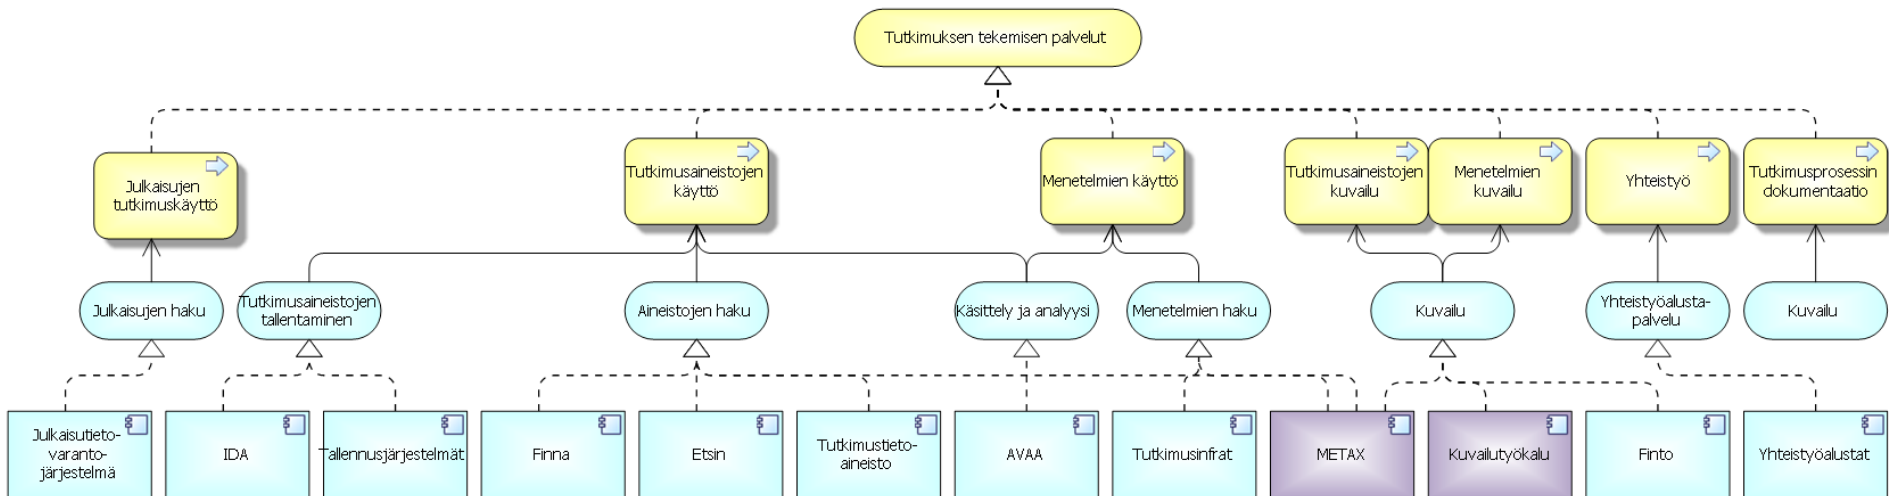 Tutkimuksen tekemisen palvelut
Julkaisujen
tutkimuskäyttö
Tutkimusaineistojen
käyttö
Menetelmien käyttö
Tutkimusaineistojen
kuvailu
Menetelmien
kuvailu
Yhteistyö
Tutkimusprosessin
dokumentaatio
Julkaisujen haku
Tutkimusaineistojen
tallentaminen
Aineistojen haku
Käsittely ja analyysi
Menetelmien haku
Kuvailu
Yhteistyöalusta-
palvelu
Kuvailu
Julkaisutieto-
varanto-
järjestelmä
IDA
Tallennusjärjestelmät
Finna
Etsin
Tutkimustieto-
aineisto
AVAA
Tutkimusinfrat
METAX
Kuvailutyökalu
Finto
Yhteistyöalustat